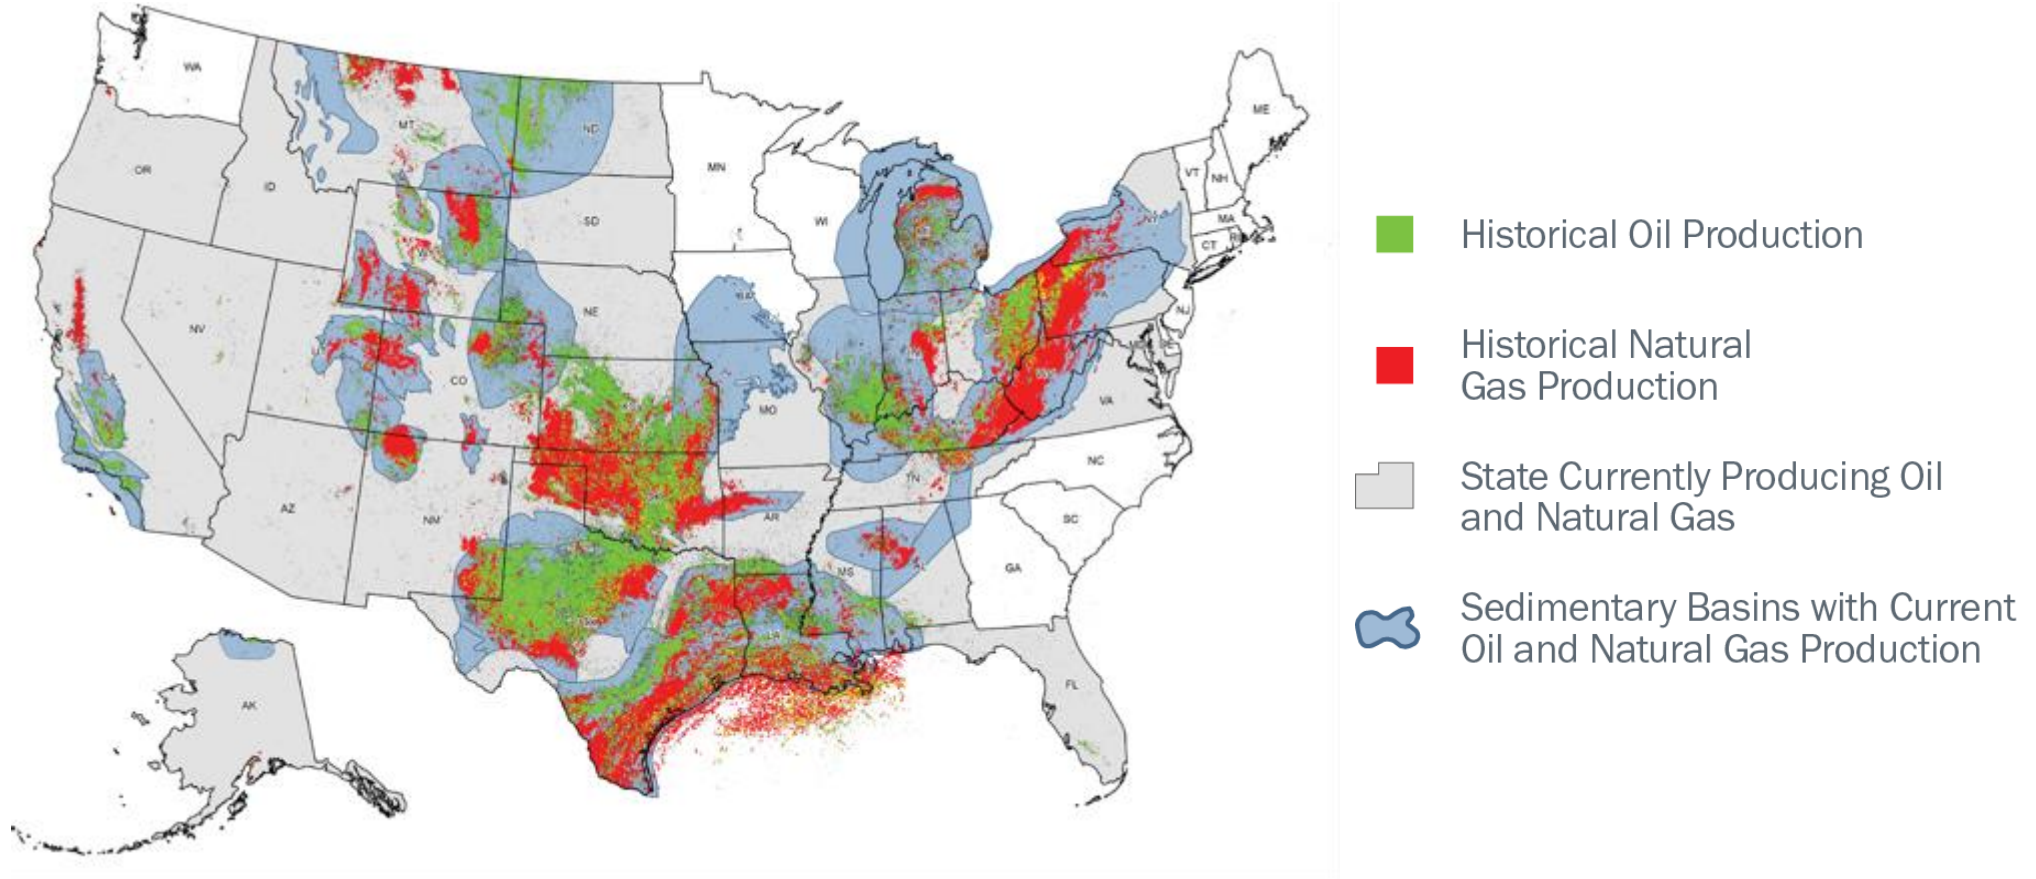 WA
ME
MT
ND
MN
OR
VT
NH
ID
WI
SD
NY
MA
CT
NE
PA
NV
NJ
CO
MO
VA
NC
TN
AZ
NM
AR
SC
MS
GA
LA
FL
AK
Historical Oil Production
Historical Natural
Gas Production
State Currently Producing Oil
and Natural Gas
Sedimentary Basins with Current
Oil and Natural Gas Production